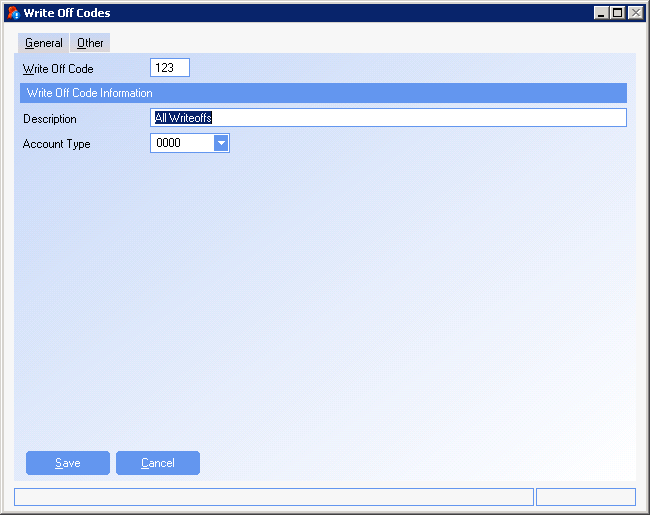 Write Off Codes
General Other
Write Off Code 123
Write Off Code Information
Description All Writeoffs
Account Type 0000
Save Cancel